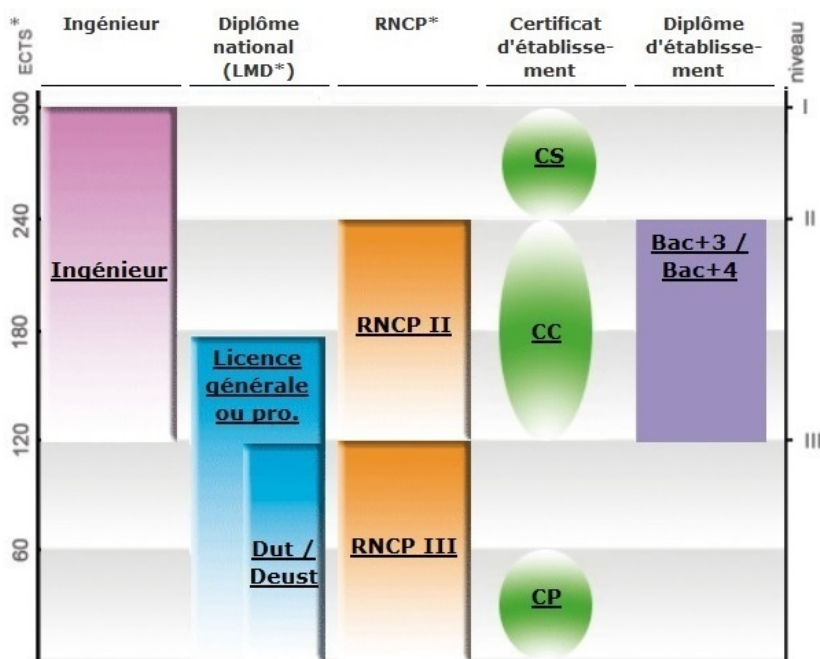 ECTS*
Ingénieur
Diplôme
national
(LMD*)
RNCP*
Certificat
d'établisse-
ment
Diplôme
d'établisse-
ment
niveau
300
I
CS
240
II
Ingénieur
Bac+3 /
Bac+4
180
RNCP II
CC
Licence
générale
ou pro.
120
III
60
Dut /
Deust
RNCP III
CP